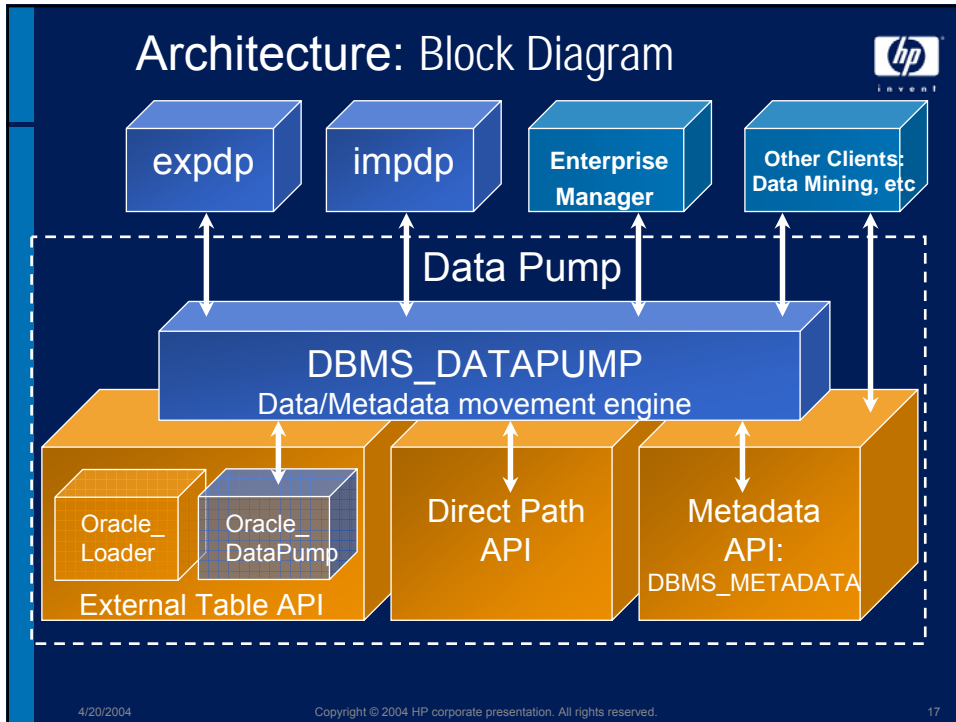 Architecture: Block Diagram
hp
invent
expdp
impdp
Enterprise
Manager
Other Clients:
Data Mining, etc
Data Pump
DBMS_DATAPUMP
Data/Metadata movement engine
Oracle_
Loader
Oracle_
DataPump
External Table API
Direct Path
API
Metadata
API:
DBMS_METADATA
4/20/2004
Copyright © 2004 HP corporate presentation. All rights reserved.
17